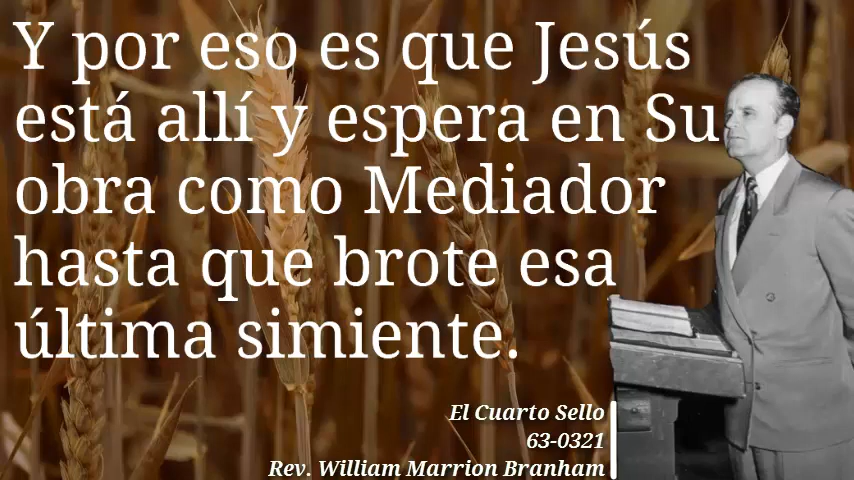 Y por eso es que Jesús
está allí y espera en Su
obra como Mediador
hasta que brote esa
última simiente.
El Cuarto Sello
63-0321
Rev. William Marrion Branham